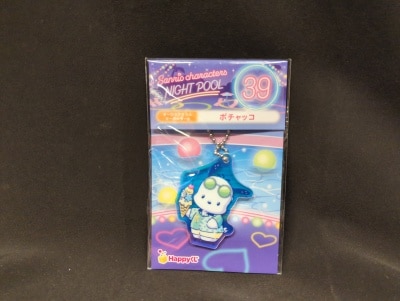 Sanrio characters
NIGHT POOL
39
ポチャッコ
Happyくじ